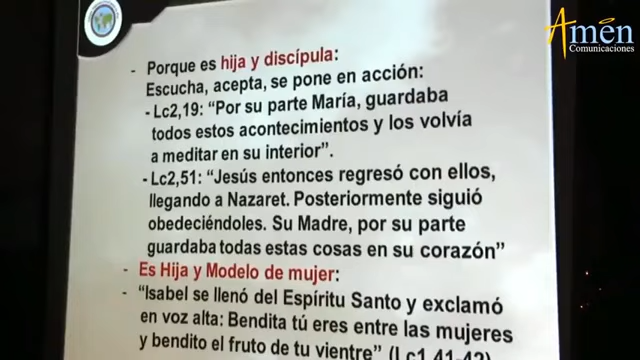 Amén
Comunicaciones
- Porque es hija y discípula:
Escucha, acepta, se pone en acción:
- Lc2,19: “Por su parte María, guardaba
todos estos acontecimientos y los volvía
a meditar en su interior”.
- Lc2,51: “Jesús entonces regresó con ellos,
llegando a Nazaret. Posteriormente siguió
obedeciéndoles. Su Madre, por su parte
guardaba todas estas cosas en su corazón”
- Es Hija y Modelo de mujer:
- “Isabel se llenó del Espíritu Santo y exclamó
en voz alta: Bendita tú eres entre las mujeres
y bendito el fruto de tu vientre” (Lc1,41-42)